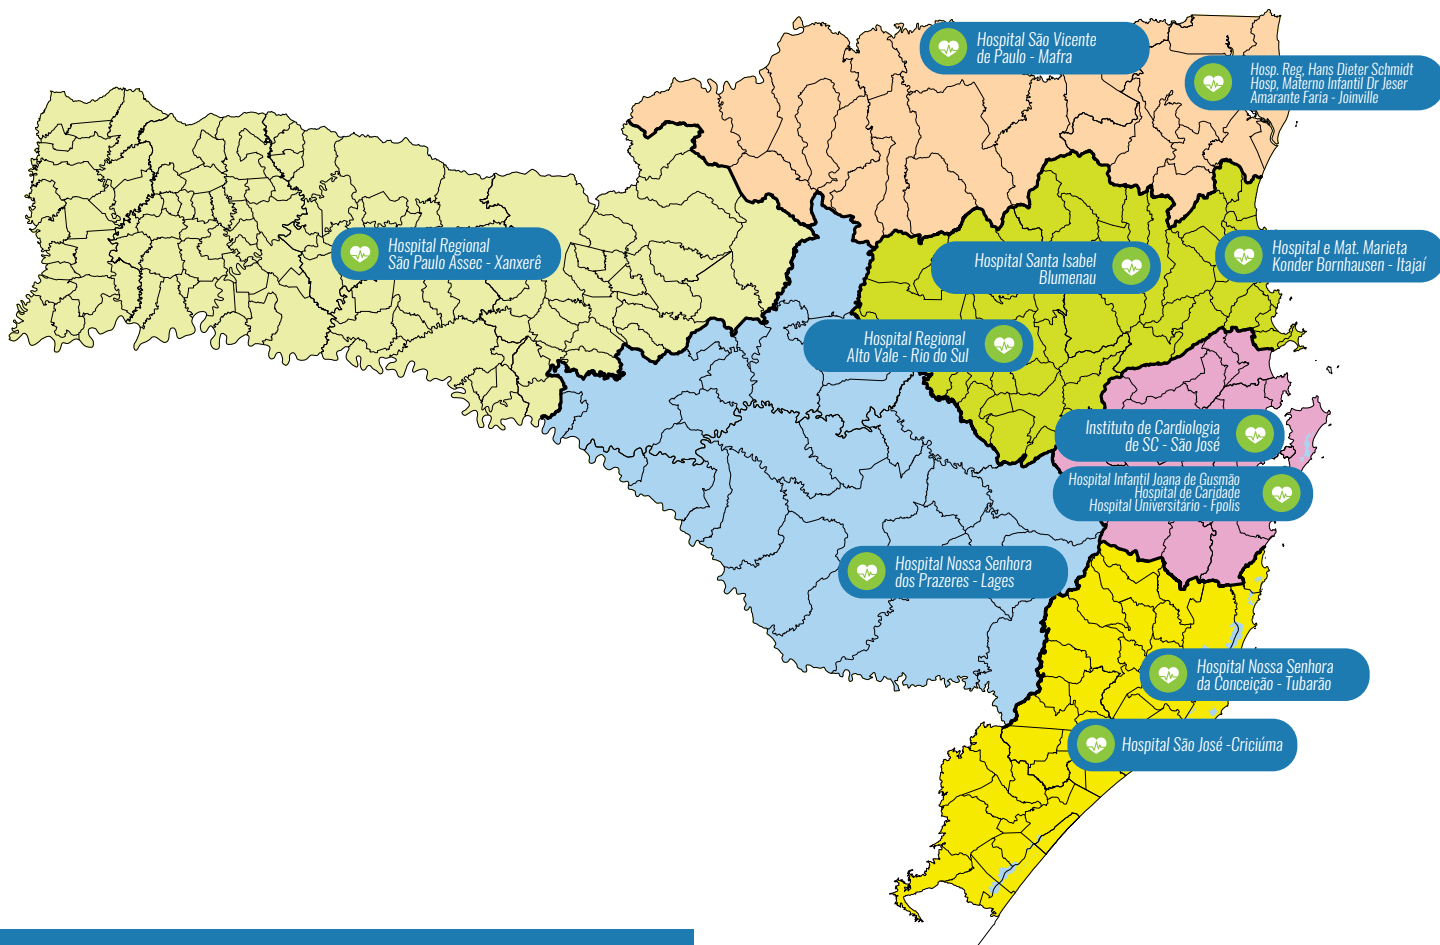 Hospital São Vicente
de Paulo - Mafra
Hosp. Reg, Hans Dieter Schmidt
Hosp, Materno Infantil Dr Jeser
Amarante Faria - Joinville
Hospital Regional
São Paulo Assec - Xanxerê
Hospital Santa Isabel
Blumenau
Hospital e Mat. Marieta
Konder Bornhausen - Itajaí
Hospital Regional
Alto Vale - Rio do Sul
Instituto de Cardiologia
de SC - São José
Hospital Infantil Joana de Gusmão
Hospital de Caridade
Hospital Universitário - Fpolis
Hospital Nossa Senhora
dos Prazeres - Lages
Hospital Nossa Senhora
da Conceição - Tubarão
Hospital São José -Criciúma